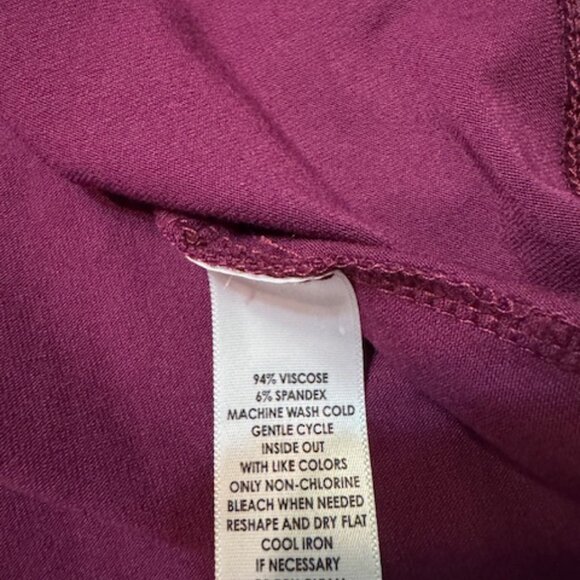 94% VISCOSE
6% SPANDEX
MACHINE WASH COLD
GENTLE CYCLE
INSIDE OUT
WITH LIKE COLORS
ONLY NON-CHLORINE
BLEACH WHEN NEEDED
RESHAPE AND DRY FLAT
COOL IRON
IF NECESSARY